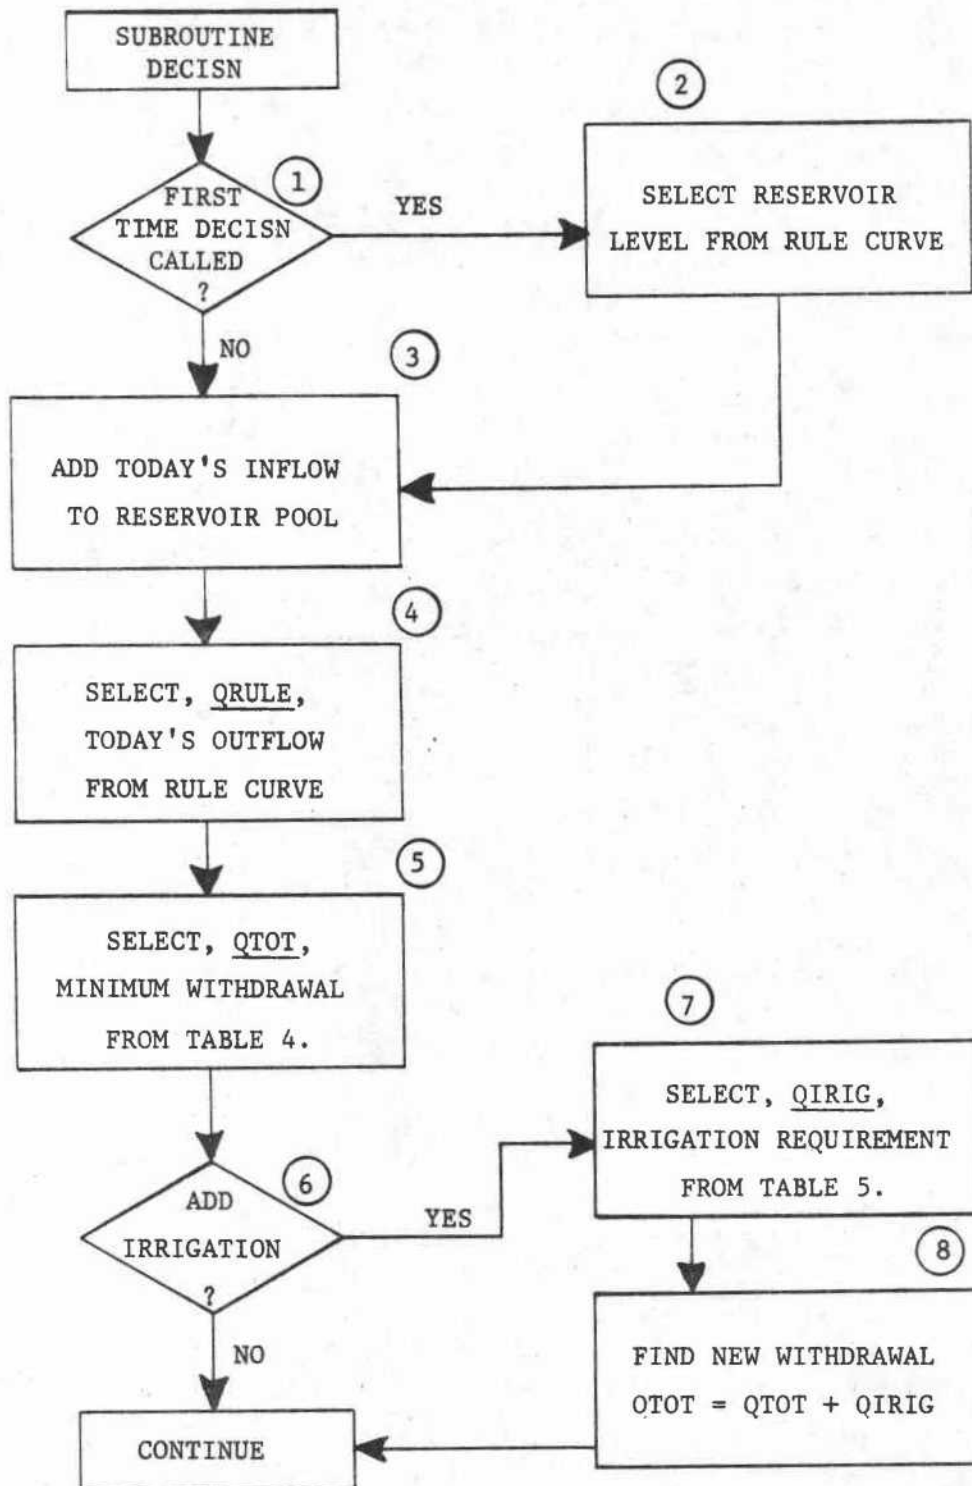 SUBROUTINE
DECISN
1
FIRST
TIME DECISN
CALLED
?
YES
2
SELECT RESERVOIR
LEVEL FROM RULE CURVE
NO
3
ADD TODAY'S INFLOW
TO RESERVOIR POOL
4
SELECT, QRULE,
TODAY'S OUTFLOW
FROM RULE CURVE
5
SELECT, QTOT,
MINIMUM WITHDRAWAL
FROM TABLE 4.
6
ADD
IRRIGATION
?
YES
7
SELECT, QIRIG,
IRRIGATION REQUIREMENT
FROM TABLE 5.
8
FIND NEW WITHDRAWAL
QTOT = QTOT + QIRIG
NO
CONTINUE